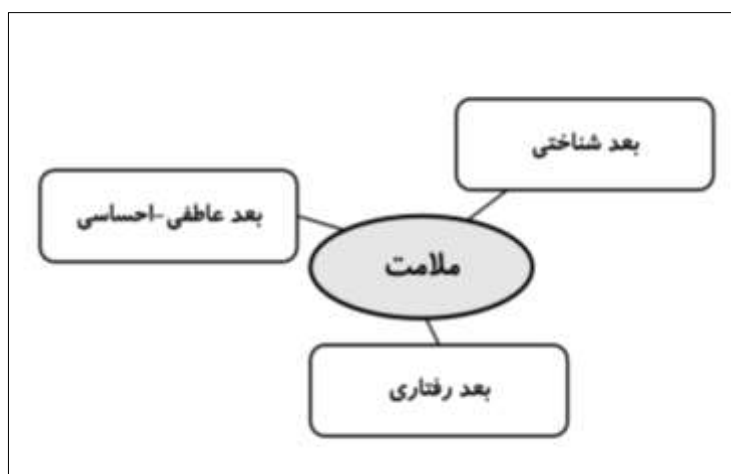 بعد شناختی
بعد عاطفی-احساسی
ملامت
بعد رفتاری